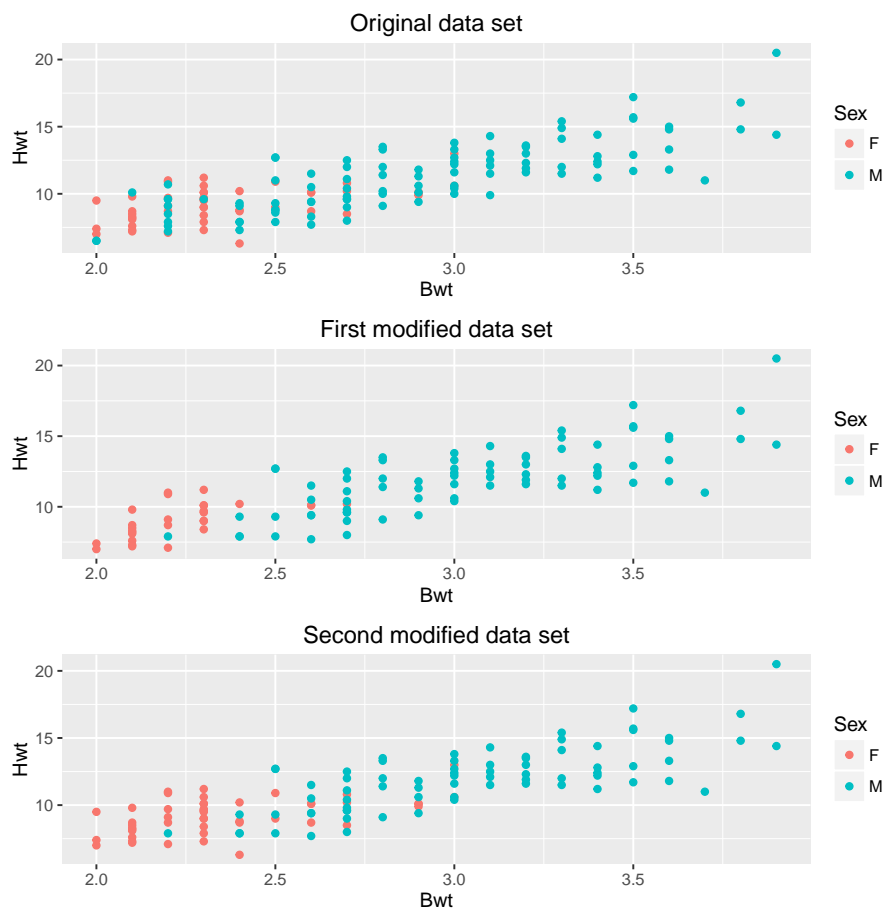 Original data set
20
15
10
Hwt
2.0 2.5 3.0 3.5
Bwt
Sex
F
M
First modified data set
20
15
10
Hwt
2.0 2.5 3.0 3.5
Bwt
Sex
F
M
Second modified data set
20
15
10
Hwt
2.0 2.5 3.0 3.5
Bwt
Sex
F
M